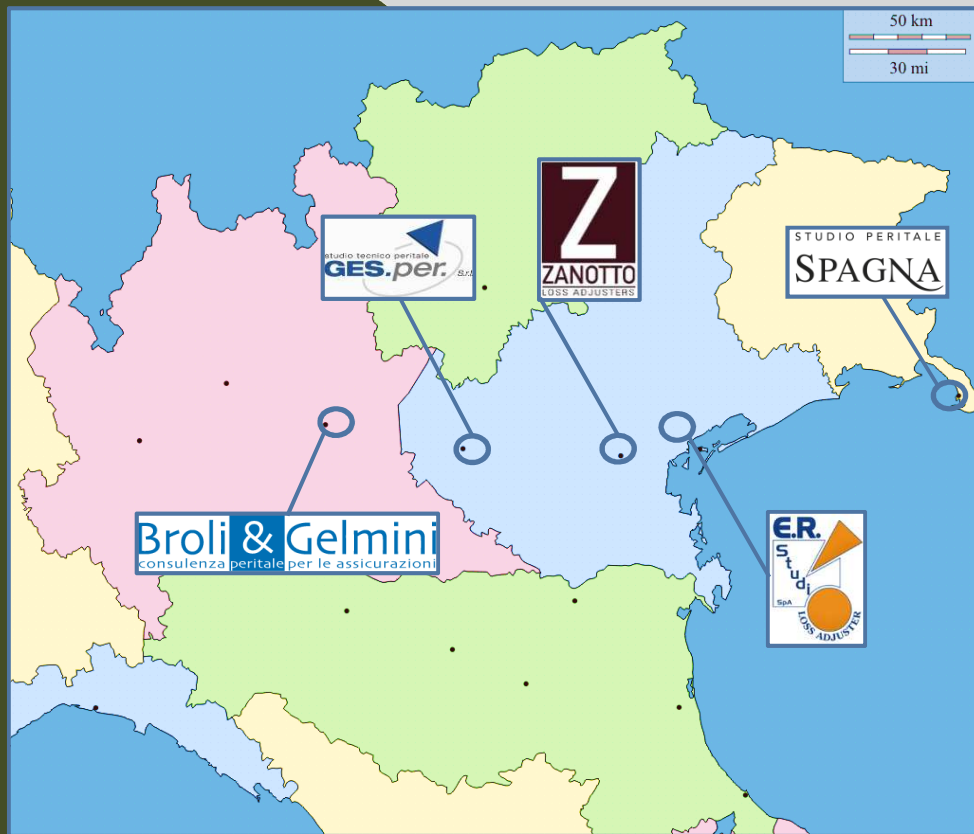 50 km
30 mi
Z
ZANOTTO
LOSS ADJUSTERS
studio tecnico peritale
GES.per. S.r.l.
STUDIO PERITALE
SPAGNA
Broli & Gelmini
consulenza peritale per le assicurazioni
E.R.
Studi
SpA
LOSS ADJUSTER